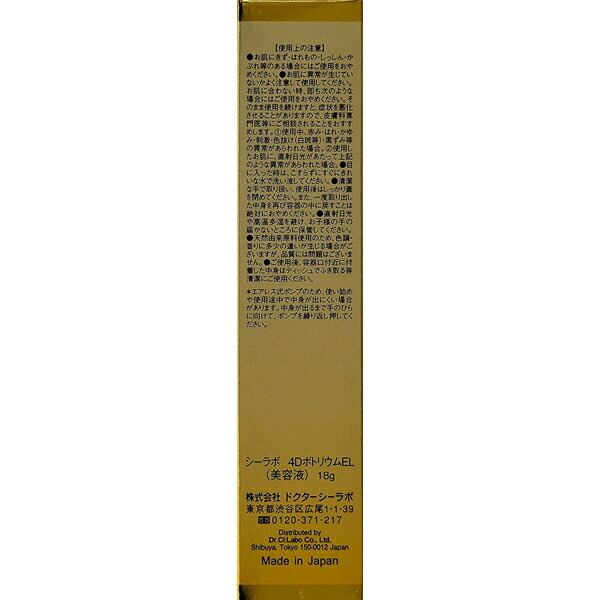 【使用上の注意】
●お肌にきず・はれもの・しっしん・か
ぶれ等のある場合にはご使用をおや
めください。●お肌に異常が生じてい
ないかよく注意して使用してください。
お肌に合わない時、即ち次のような
場合にはご使用をおやめください。そ
のまま使用を続けますと、症状を悪化
させることがありますので、皮膚科専
門医等にご相談されることをおすす
めします。①使用中、赤み・はれ・かゆ
み・刺激・色抜け(白斑等)・黒ずみ等
の異常があらわれた場合。②使用し
たお肌に、直射日光があたって上記
のような異常があらわれた場合。●目
に入った時は、こすらずにすぐにきれ
いな水で洗い流してください。●清潔
な手で取り扱い、使用後はしっかり蓋
を閉めてください。また、一度取り出し
た中身を再び容器の中に戻すことは
絶対におやめください。●直射日光
や高温多湿を避け、お子様の手の
届かないところに保管してください。
●天然由来原料使用のため、色調・
香りに多少の違いが生じる場合がご
ざいますが、品質には問題はございま
せん。●ご使用後、容器口付近に付
着した中身はティッシュでふき取る等
清潔にご使用ください。
*エアレス式ポンプのため、使い始め
や使用途中で中身が出にくい場合
があります。中身が出るまで手のひら
に向けて、ポンプを繰り返し押してくだ
さい。
シーラボ 4DボトリウムEL
(美容液) 18g
株式会社 ドクターシーラボ
東京都渋谷区広尾1-1-39
0120-371-217
Distributed by
Dr.Ci:Labo Co., Ltd.
Shibuya, Tokyo 150-0012 Japan
Made in Japan